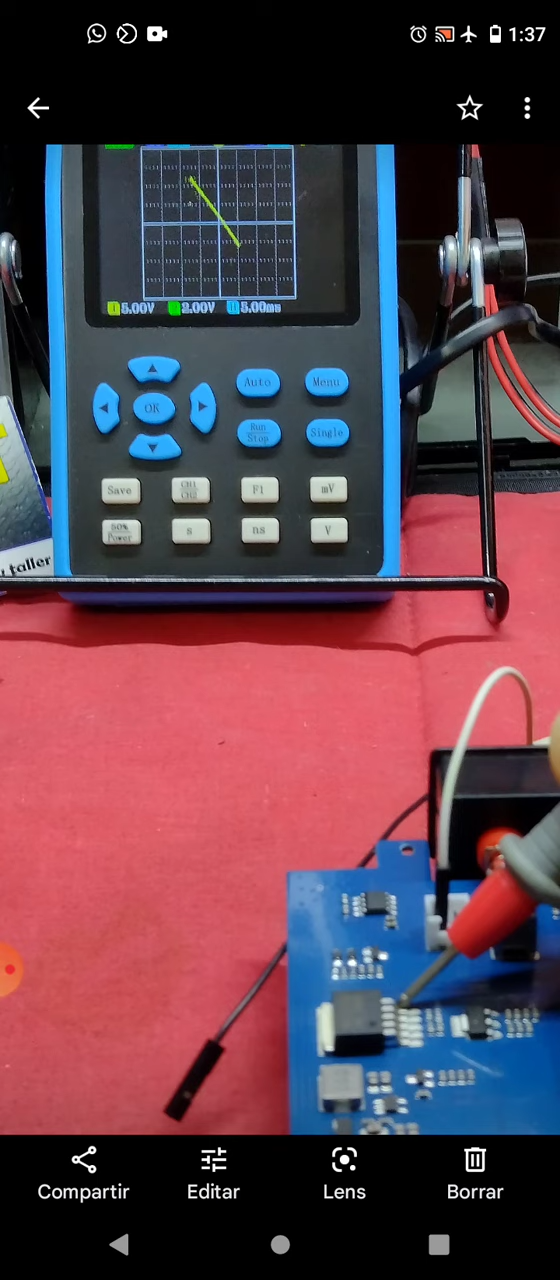 1:37
1 5.00V 2.00V 5.00ms
OK
Auto
Menu
Run
Stop
Single
Save
CH1
CH2
F1
mV
50%
Power
s
ns
V
taller
Compartir
Editar
Lens
Borrar